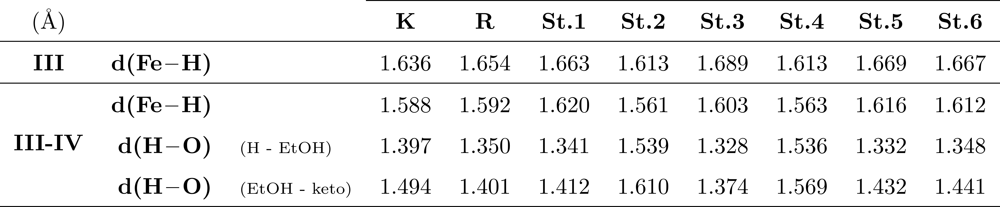 (Å) K R St.1 St.2 St.3 St.4 St.5 St.6
III d(Fe−H) 1.636 1.654 1.663 1.613 1.689 1.613 1.669 1.667
d(Fe−H) 1.588 1.592 1.620 1.561 1.603 1.563 1.616 1.612
III-IV d(H−O) (H - EtOH) 1.397 1.350 1.341 1.539 1.328 1.536 1.332 1.348
d(H−O) (EtOH - keto) 1.494 1.401 1.412 1.610 1.374 1.569 1.432 1.441